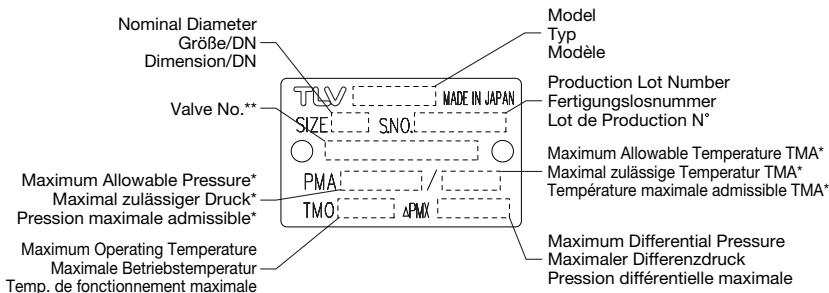 Nominal Diameter
Größe/DN
Dimension/DN
Valve No.**
Maximum Allowable Pressure*
Maximal zulässiger Druck*
Pression maximale admissible*
Maximum Operating Temperature
Maximale Betriebstemperatur
Temp. de fonctionnement maximale
TLV MADE IN JAPAN
SIZE S.NO.
PMA /
TMO ΔPMX
Model
Typ
Modèle
Production Lot Number
Fertigungslosnummer
Lot de Production N°
Maximum Allowable Temperature TMA*
Maximal zulässige Temperatur TMA*
Température maximale admissible TMA*
Maximum Differential Pressure
Maximaler Differenzdruck
Pression différentielle maximale